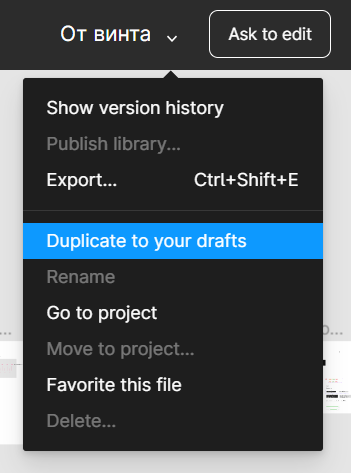 От винта
Ask to edit
Show version history
Publish library...
Export... Ctrl+Shift+E
Duplicate to your drafts
Rename
Go to project
Move to project...
Favorite this file
Delete...